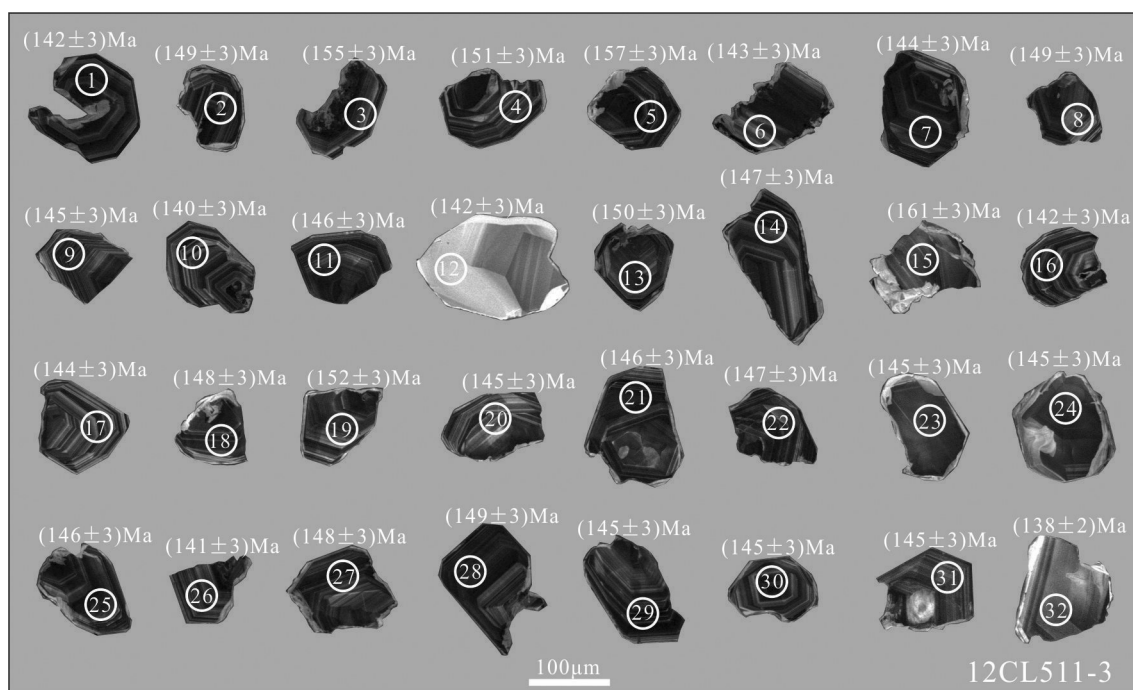 (142±3)Ma (149±3)Ma (155±3)Ma (151±3)Ma (157±3)Ma (143±3)Ma (144±3)Ma (149±3)Ma
1 2 3 4 5 6 7 8
(145±3)Ma (140±3)Ma (146±3)Ma (142±3)Ma (150±3)Ma (147±3)Ma (161±3)Ma (142±3)Ma
9 10 11 12 13 14 15 16
(144±3)Ma (148±3)Ma (152±3)Ma (145±3)Ma (146±3)Ma (147±3)Ma (145±3)Ma (145±3)Ma
17 18 19 20 21 22 23 24
(146±3)Ma (141±3)Ma (148±3)Ma (149±3)Ma (145±3)Ma (145±3)Ma (145±3)Ma (138±2)Ma
25 26 27 28 29 30 31 32
100μm
12CL511-3